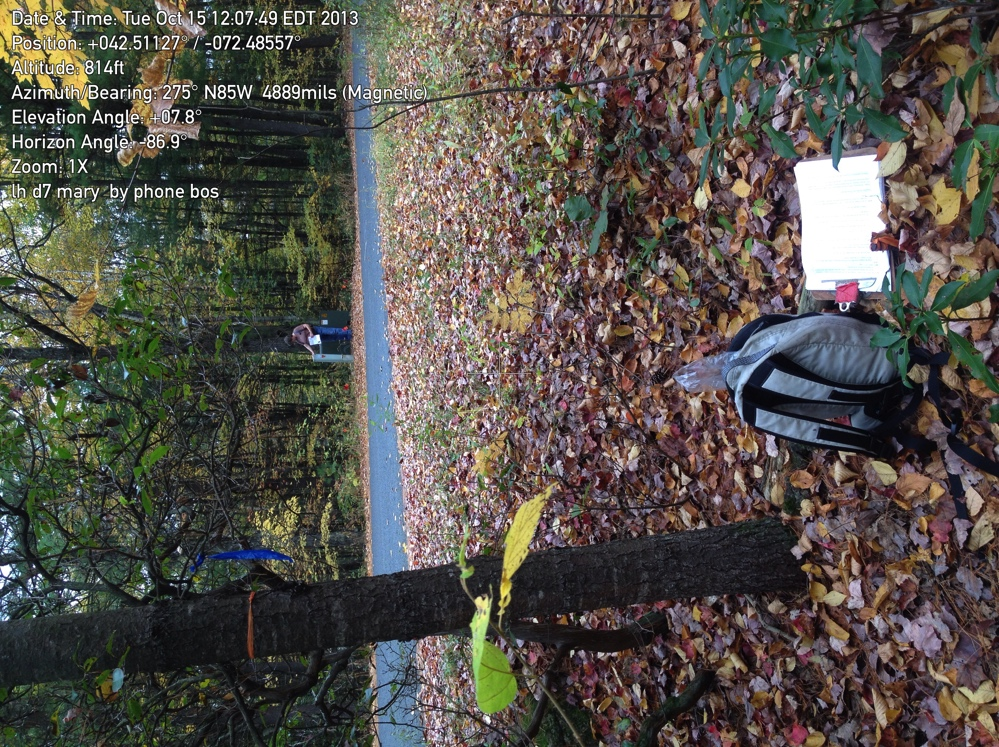 Date & Time: Tue Oct 15 12:07:49 EDT 2013
Position: +042.51127° / -072.48557°
Altitude: 814ft
Azimuth/Bearing: 275° N85W 4889mils (Magnetic)
Elevation Angle: +07.8°
Horizon Angle: -86.9°
Zoom: 1X
lh d7 mary by phone bos